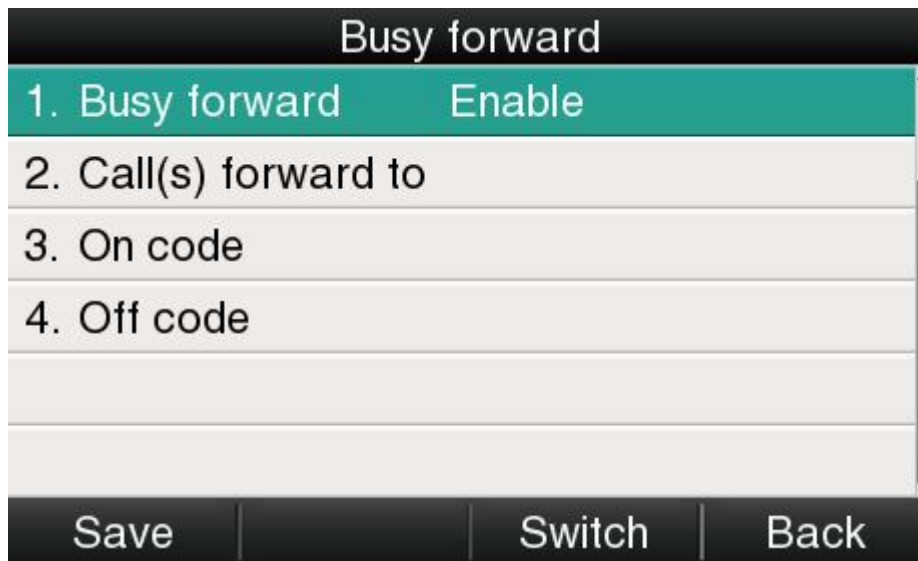 Busy forward
1. Busy forward Enable
2. Call(s) forward to
3. On code
4. Off code
Save Switch Back